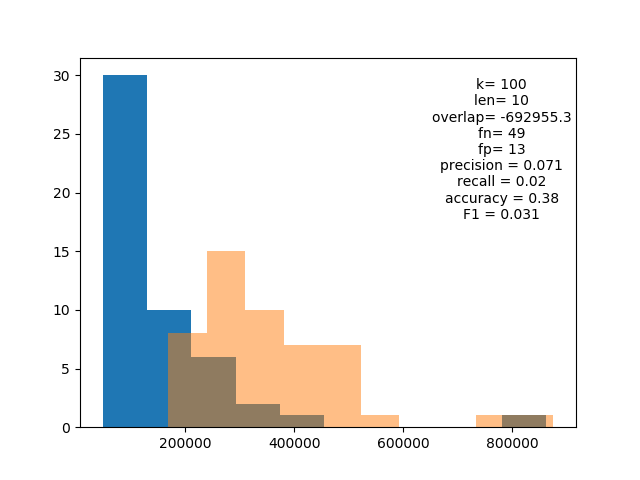 30
25
20
15
10
5
0
k= 100
len= 10
overlap= -692955.3
fn= 49
fp= 13
precision = 0.071
recall = 0.02
accuracy = 0.38
F1 = 0.031
200000 400000 600000 800000